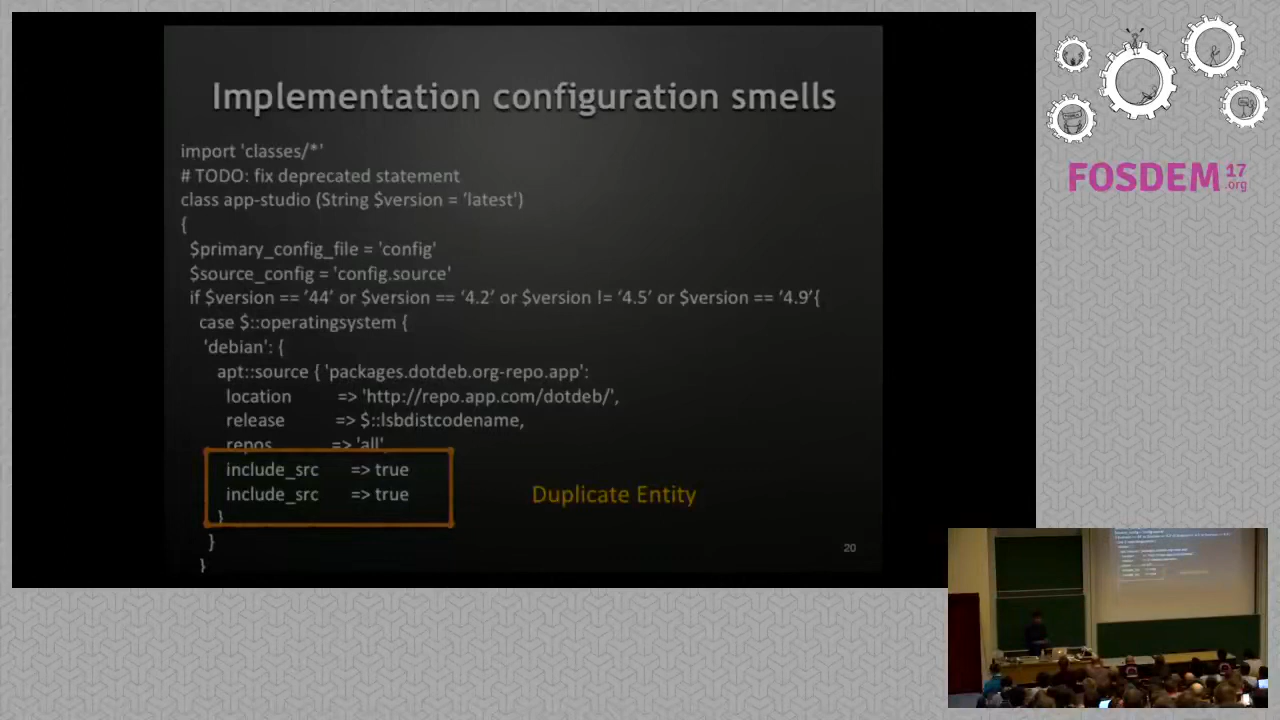 Implementation configuration smells
import 'classes/*'
# TODO: fix deprecated statement
class app-studio (String $version = 'latest')
{
$primary_config_file = 'config'
$source_config = 'config.source'
if $version == '44' or $version == '4.2' or $version != '4.5' or $version == '4.9'{
case $::operatingsystem {
'debian': {
apt::source { 'packages.dotdeb.org-repo.app':
location => 'http://repo.app.com/dotdeb/',
release => $::lsbdistcodename,
repos => 'all'
include_src => true
include_src => true
}
Duplicate Entity
}
}
20
FOSDEM 17
.org